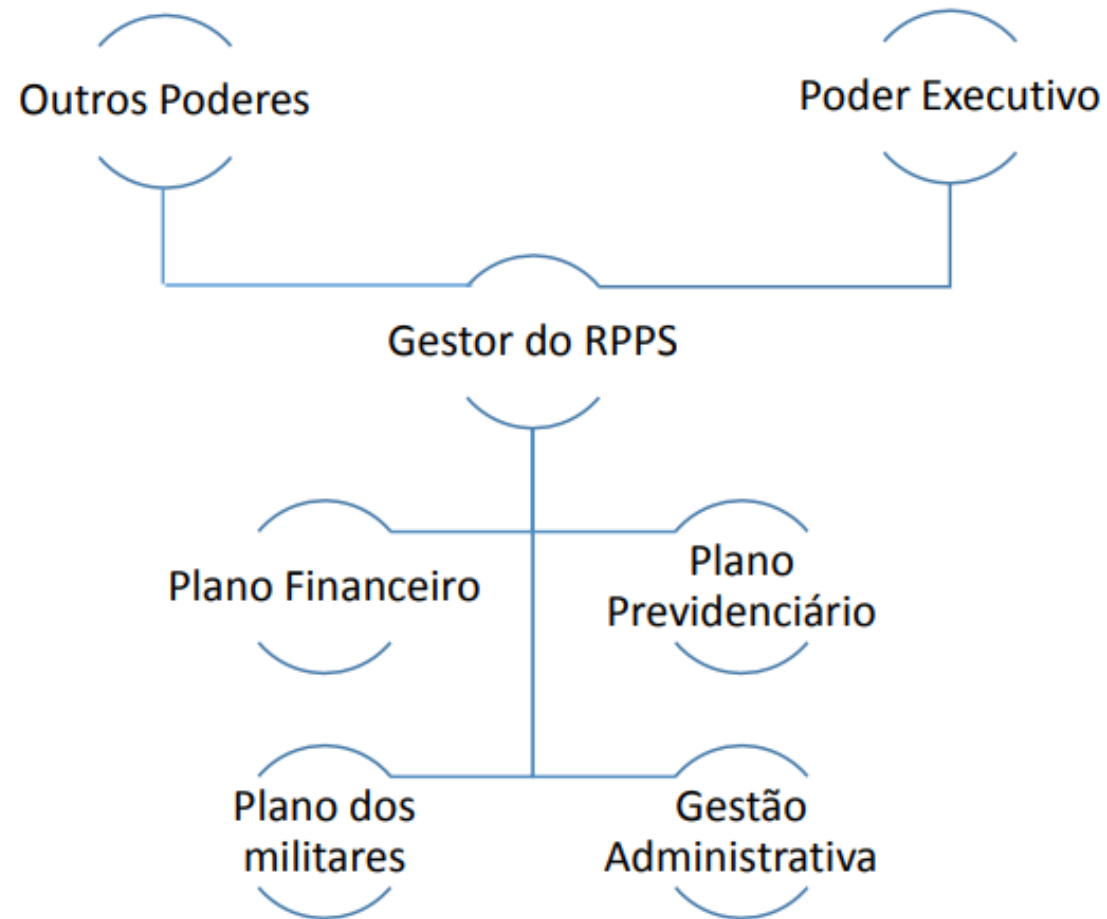 Outros Poderes
Poder Executivo
Gestor do RPPS
Plano Financeiro
Plano
Previdenciário
Plano dos
militares
Gestão
Administrativa